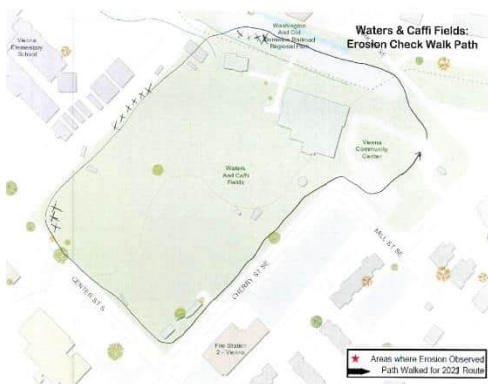 Waters & Caffi Fields:
Erosion Check Walk Path
Washington
And Old
Dominion Railroad
Regional Park
Vienna
Elementary
School
Vienna
Community
Center
Waters
And Caffi
Fields
MILL ST SE
CHERRY ST SE
CENTER ST S
Fire Station
2 - Vienna
Areas where Erosion Observed
Path Walked for 2021 Route